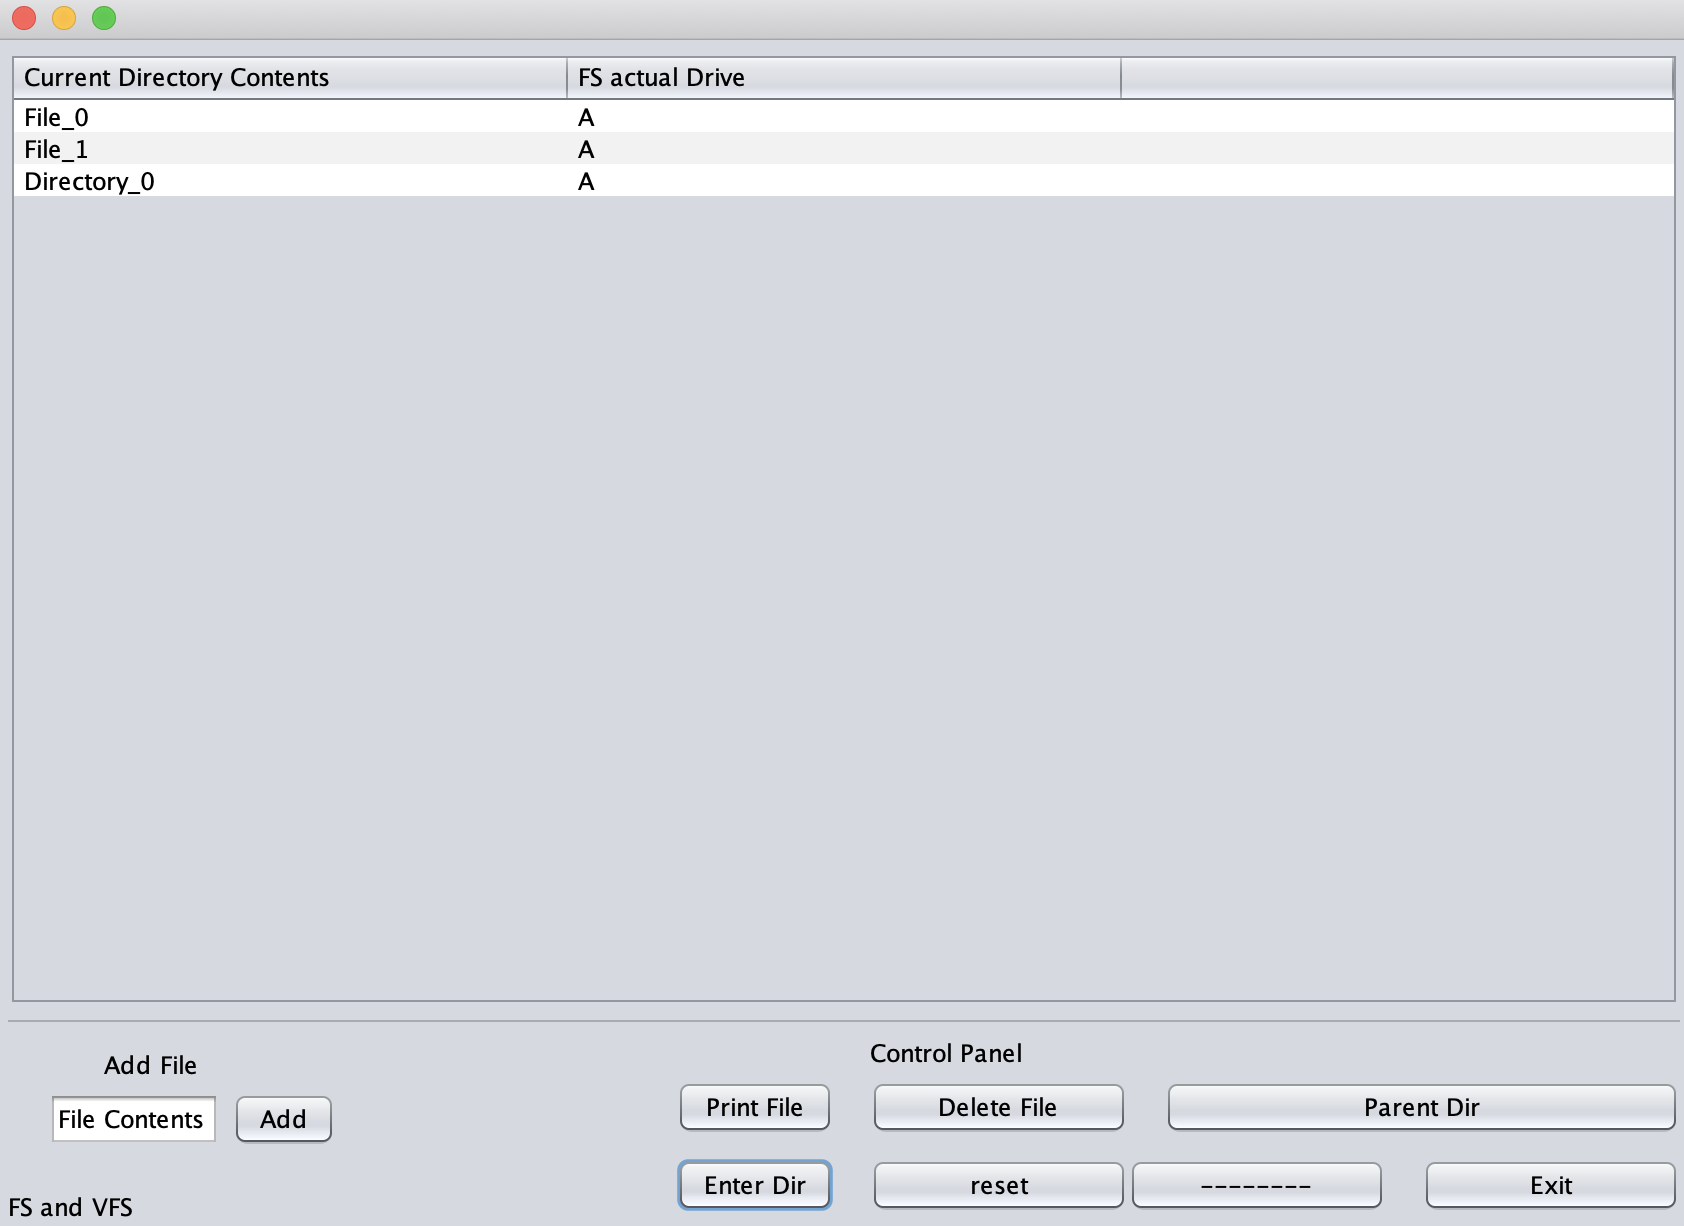 Current Directory Contents FS actual Drive
File_0 A
File_1 A
Directory_0 A
Add File
File Contents Add
Control Panel
Print File Delete File Parent Dir
Enter Dir reset -------- Exit
FS and VFS